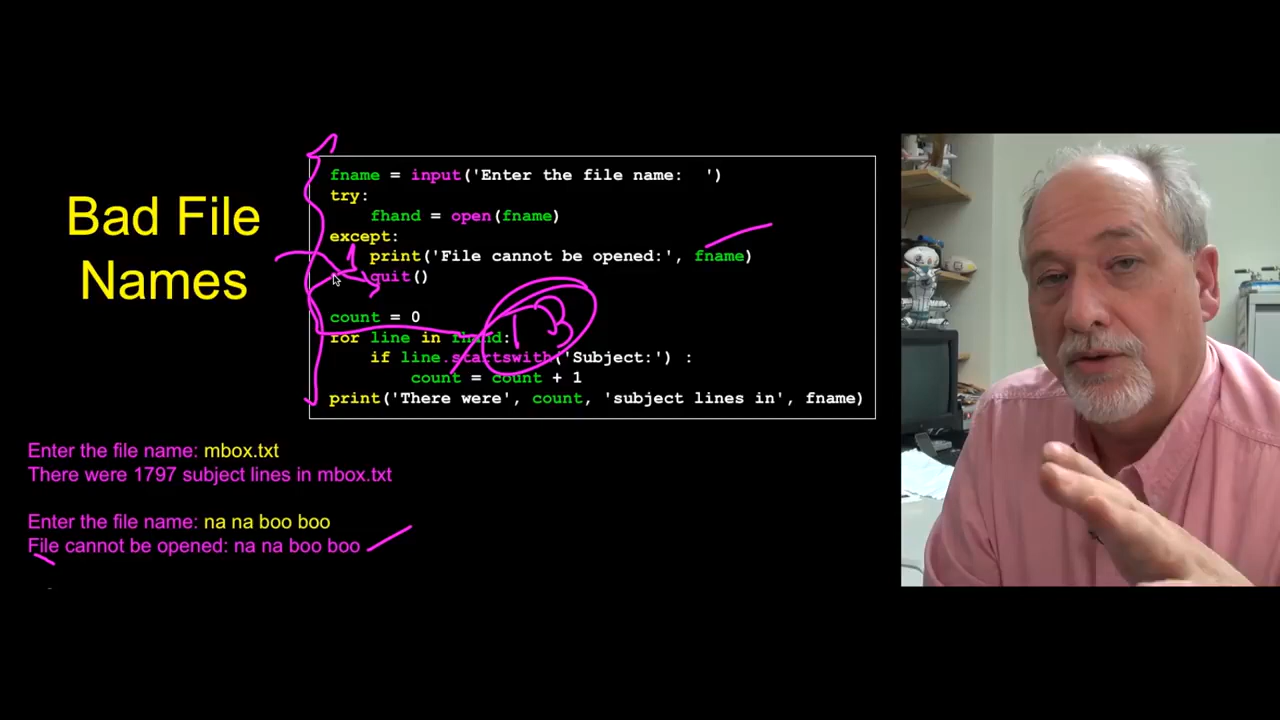 Bad File
Names
fname = input('Enter the file name:  ')
try:
    fhand = open(fname)
except:
    print('File cannot be opened:', fname)
    quit()
count = 0
for line in fhand:
    if line.startswith('Subject:') :
        count = count + 1
print('There were', count, 'subject lines in', fname)
Enter the file name: mbox.txt
There were 1797 subject lines in mbox.txt
Enter the file name: na na boo boo
File cannot be opened: na na boo boo